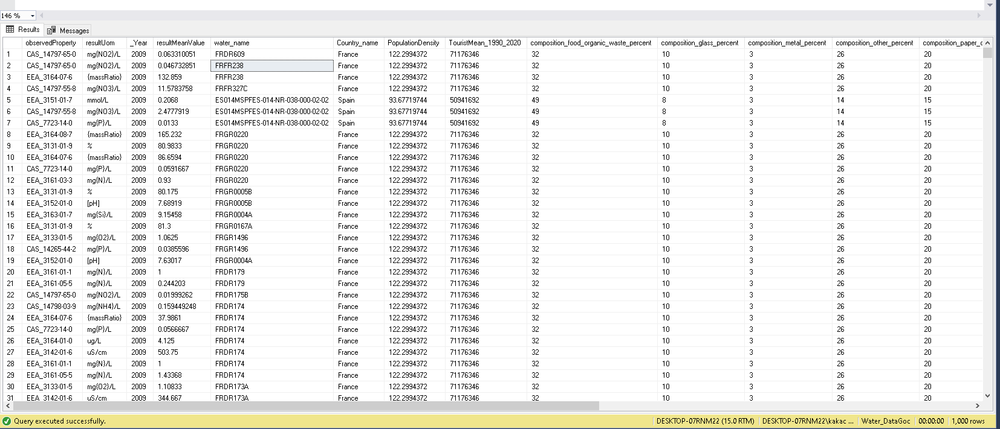 146 %
Results Messages
observedProperty resultUom _Year resultMeanValue water_name Country_name PopulationDensity TouristMean_1990_2020 composition_food_organic_waste_percent composition_glass_percent composition_metal_percent composition_other_percent composition_paper_c
1 CAS_14797-65-0 mg{NO2}/L 2009 0.063310051 FRDR609 France 122.2994372 71176346 32 10 3 26 20
2 CAS_14797-65-0 mg{NO2}/L 2009 0.046732851 FRFR238 France 122.2994372 71176346 32 10 3 26 20
3 EEA_3164-07-6 {massRatio} 2009 132.859 FRFR238 France 122.2994372 71176346 32 10 3 26 20
4 CAS_14797-55-8 mg{NO3}/L 2009 11.5783758 FRFR327C France 122.2994372 71176346 32 10 3 26 20
5 EEA_3151-01-7 mmol/L 2009 0.2068 ES014MSPFES-014-NR-038-000-02-02 Spain 93.67719744 50941692 49 8 3 14 15
6 CAS_14797-55-8 mg{NO3}/L 2009 2.4777919 ES014MSPFES-014-NR-038-000-02-02 Spain 93.67719744 50941692 49 8 3 14 15
7 CAS_7723-14-0 mg{P}/L 2009 0.0133 ES014MSPFES-014-NR-038-000-02-02 Spain 93.67719744 50941692 49 8 3 14 15
8 EEA_3164-08-7 {massRatio} 2009 165.232 FRGR0220 France 122.2994372 71176346 32 10 3 26 20
9 EEA_3131-01-9 % 2009 80.9833 FRGR0220 France 122.2994372 71176346 32 10 3 26 20
10 EEA_3164-07-6 {massRatio} 2009 86.6594 FRGR0220 France 122.2994372 71176346 32 10 3 26 20
11 CAS_7723-14-0 mg{P}/L 2009 0.0591667 FRGR0220 France 122.2994372 71176346 32 10 3 26 20
12 EEA_3161-03-3 mg{N}/L 2009 0.93 FRGR0220 France 122.2994372 71176346 32 10 3 26 20
13 EEA_3131-01-9 % 2009 80.175 FRGR0005B France 122.2994372 71176346 32 10 3 26 20
14 EEA_3152-01-0 [pH] 2009 7.68919 FRGR0005B France 122.2994372 71176346 32 10 3 26 20
15 EEA_3163-01-7 mg{Si}/L 2009 9.15458 FRGR0004A France 122.2994372 71176346 32 10 3 26 20
16 EEA_3131-01-9 % 2009 81.3 FRGR0167A France 122.2994372 71176346 32 10 3 26 20
17 EEA_3133-01-5 mg{O2}/L 2009 1.0625 FRGR1496 France 122.2994372 71176346 32 10 3 26 20
18 CAS_14265-44-2 mg{P}/L 2009 0.0385596 FRGR1496 France 122.2994372 71176346 32 10 3 26 20
19 EEA_3152-01-0 [pH] 2009 7.63017 FRGR0004A France 122.2994372 71176346 32 10 3 26 20
20 EEA_3161-01-1 mg{N}/L 2009 1 FRDR179 France 122.2994372 71176346 32 10 3 26 20
21 EEA_3161-05-5 mg{N}/L 2009 0.244203 FRDR179 France 122.2994372 71176346 32 10 3 26 20
22 CAS_14797-65-0 mg{NO2}/L 2009 0.01999262 FRDR175B France 122.2994372 71176346 32 10 3 26 20
23 CAS_14798-03-9 mg{NH4}/L 2009 0.159449248 FRDR174 France 122.2994372 71176346 32 10 3 26 20
24 EEA_3164-07-6 {massRatio} 2009 37.9861 FRDR174 France 122.2994372 71176346 32 10 3 26 20
25 CAS_7723-14-0 mg{P}/L 2009 0.0566667 FRDR174 France 122.2994372 71176346 32 10 3 26 20
26 EEA_3164-01-0 ug/L 2009 4.125 FRDR174 France 122.2994372 71176346 32 10 3 26 20
27 EEA_3142-01-6 uS/cm 2009 503.75 FRDR174 France 122.2994372 71176346 32 10 3 26 20
28 EEA_3161-01-1 mg{N}/L 2009 1 FRDR174 France 122.2994372 71176346 32 10 3 26 20
29 EEA_3161-05-5 mg{N}/L 2009 1.43368 FRDR174 France 122.2994372 71176346 32 10 3 26 20
30 EEA_3133-01-5 mg{O2}/L 2009 1.10833 FRDR173A France 122.2994372 71176346 32 10 3 26 20
31 EEA_3142-01-6 uS/cm 2009 344.667 FRDR173A France 122.2994372 71176346 32 10 3 26 20
Query executed successfully. DESKTOP-07RNM22 (15.0 RTM) DESKTOP-07RNM22\kakac ... Water_DataGoc 00:00:00 1,000 rows